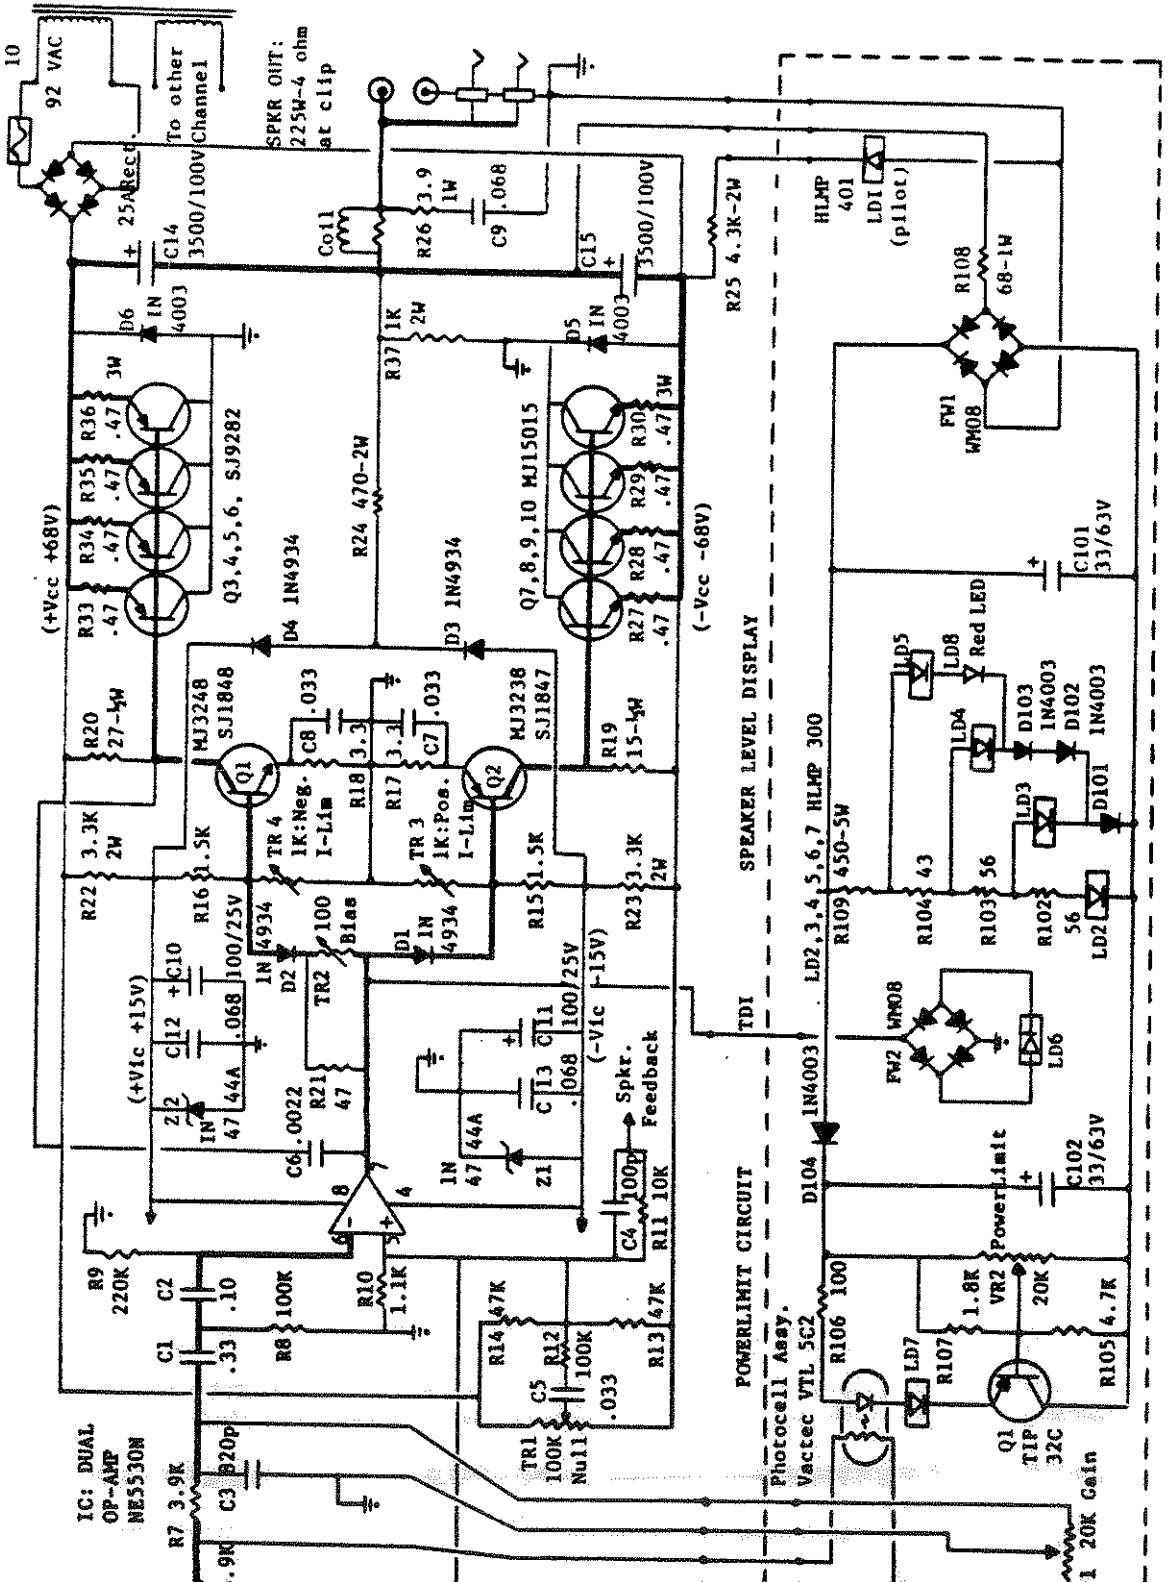 10
92 VAC
To other
Channel
SPKR OUT:
225W-4 ohm
at clip
25ARect.
+
C14
3500/100V
Coil
R26 3.9
1W
C9 .068
C15
+
3500/100V
R25 4.3K-2W
HLMP
401
LDI
(pilot)
R108
68-1W
D6
IN
4003
R37 1K
2W
D5
IN
4003
FW1
WM08
3W
R36
.47
R35
.47
R34
.47
R33
.47
(+Vcc +68V)
Q3,4,5,6, SJ9282
R24 470-2W
Q7,8,9,10 MJ15015
3W
R30
.47
R29
.47
R28
.47
R27
.47
(-Vcc -68V)
D4 1N4934
D3 1N4934
C101
33/63V
+
LD5
LD8
Red LED
LD4
D103
1N4003
D102
1N4003
LD3
D101
SPEAKER LEVEL DISPLAY
LD2,3,4,5,6,7 HLMP 300
R109 450-5W
R104 43
R103 56
R102
56
LD2
R20
27-½W
MJ3248
SJ1848
Q1
C8 .033
R18 3.3
R17 3.3
C7 .033
MJ3238
SJ1847
Q2
R19
15-½W
R22 3.3K
2W
R16 1.5K
TR 4
1K:Neg.
I-Lim
TR 3
1K:Pos.
I-Lim
R15 1.5K
R23 3.3K
2W
1N
4934
D2
TR2
100
Bias
D1
IN
4934
(+Vic +15V)
+ C10
100/25V
C12
.068
Z2
IN
47 44A
C6 .0022
R21
47
+
C11
100/25V
C13
.068
(-Vic -15V)
1N
47 44A
Z1
Spkr.
Feedback
TDI
1N4003
D104
FW2
WM08
LD6
8
7
6
5
4
-
+
C4 100p
R11 10K
R9
220K
C2
.10
C1
.33
R8 100K
R10
1.1K
R14 47K
R12
100K
C5
.033
R13 47K
TR1
100K
Null
POWERLIMIT CIRCUIT
Photocell Assy.
Vactec VTL 5C2
R106 100
LD7
R107
1.8K
PowerLimit
VR2
20K
C102
33/63V
+
R105 4.7K
Q1
TIP
32C
IC: DUAL
OP-AMP
NE5530N
R7 3.9K
C3 820p
.9K
1 20K Gain